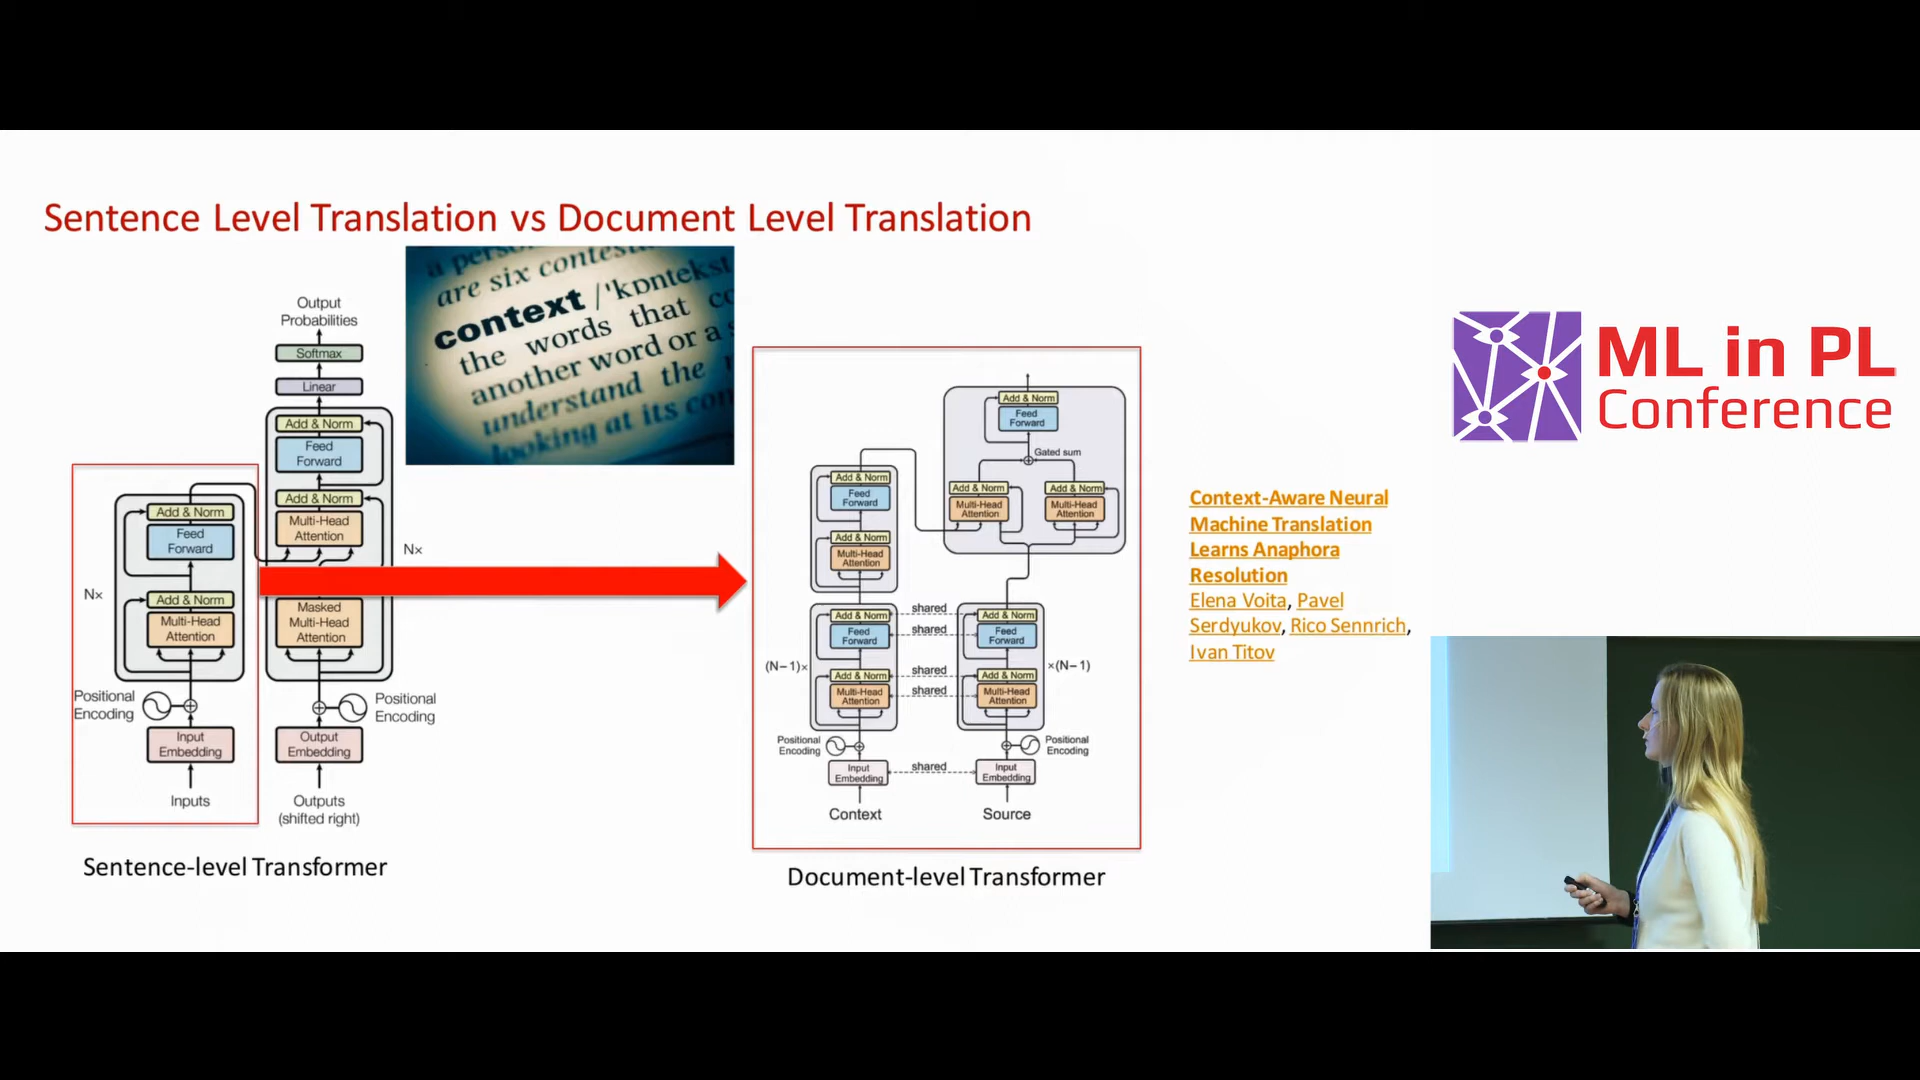 Sentence Level Translation vs Document Level Translation
a pers
are six contest
context /ˈkɒntekst
the words that
another word or a
understand the
looking at its con
Output
Probabilities
Softmax
Linear
Add & Norm
Feed
Forward
Add & Norm
Multi-Head
Attention
Nx
Masked
Multi-Head
Attention
Positional
Encoding
Output
Embedding
Outputs
(shifted right)
Add & Norm
Feed
Forward
Nx
Add & Norm
Multi-Head
Attention
Positional
Encoding
Input
Embedding
Inputs
Sentence-level Transformer
Add & Norm
Feed
Forward
Gated sum
Add & Norm
Multi-Head
Attention
Add & Norm
Multi-Head
Attention
Add & Norm
Feed
Forward
Add & Norm
Multi-Head
Attention
Add & Norm
shared
Add & Norm
Feed
Forward
shared
Feed
Forward
(N−1)×
×(N−1)
Add & Norm
shared
Add & Norm
Multi-Head
Attention
shared
Multi-Head
Attention
Positional
Encoding
Positional
Encoding
Input
Embedding
shared
Input
Embedding
Context
Source
Document-level Transformer
Context-Aware Neural
Machine Translation
Learns Anaphora
Resolution
Elena Voita, Pavel
Serdyukov, Rico Sennrich,
Ivan Titov
ML in PL
Conference